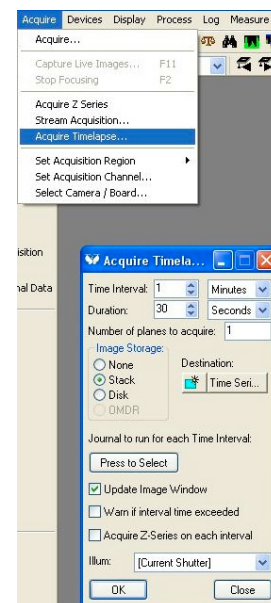 Acquire Devices Display Process Log Measure
Acquire...
Capture Live Images... F11
Stop Focusing F2
Acquire Z Series
Stream Acquisition...
Acquire Timelapse...
Set Acquisition Region
Set Acquisition Channel...
Select Camera / Board...
isition
nal Data
Acquire Timela...
Time Interval: 1 Minutes
Duration: 30 Seconds
Number of planes to acquire: 1
Image Storage:
None
Destination:
Stack
Time Seri...
Disk
OMDR
Journal to run for each Time Interval:
Press to Select
Update Image Window
Warn if interval time exceeded
Acquire Z-Series on each interval
Illum: [Current Shutter]
OK Close